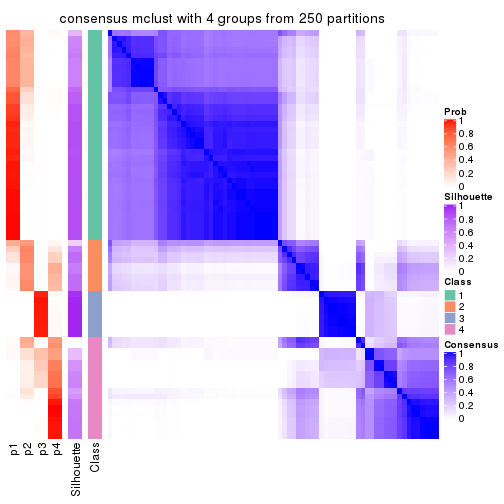 consensus mclust with 4 groups from 250 partitions
Prob
1
0.8
0.6
0.4
0.2
0
Silhouette
1
0.8
0.6
0.4
0.2
0
Class
1
2
3
4
Consensus
1
0.8
0.6
0.4
0.2
0
p1
p2
p3
p4
Silhouette
Class